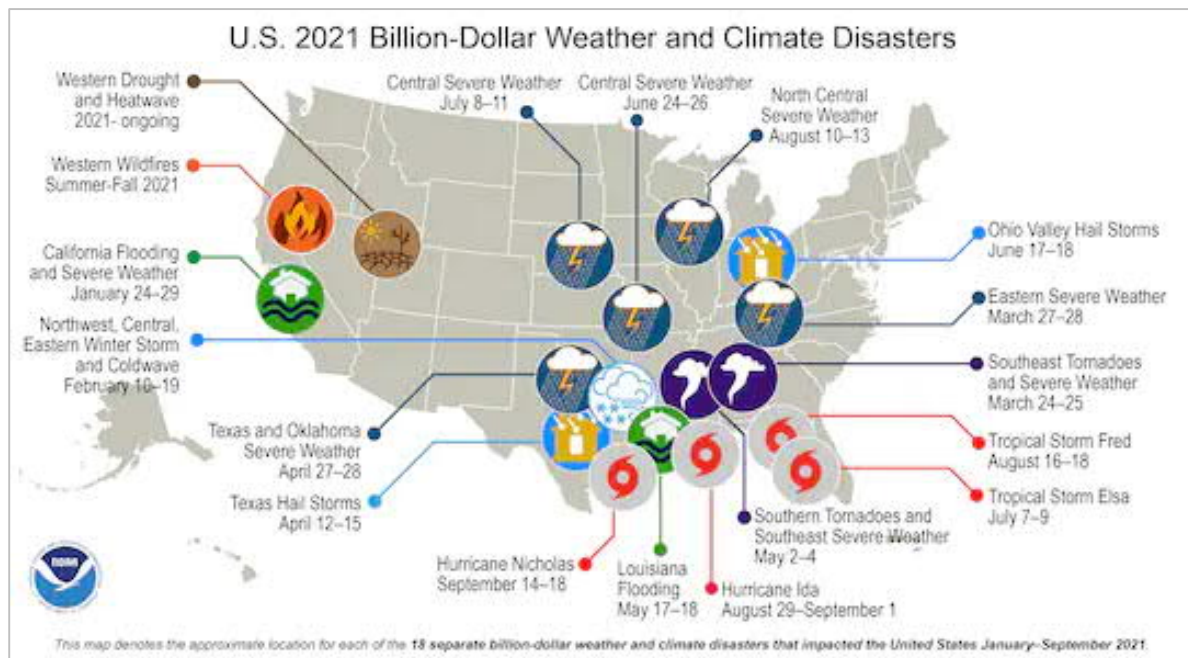 U.S. 2021 Billion-Dollar Weather and Climate Disasters
Western Drought
and Heatwave
2021- ongoing
Central Severe Weather
July 8–11
Central Severe Weather
June 24–26
North Central
Severe Weather
August 10–13
Western Wildfires
Summer-Fall 2021
California Flooding
and Severe Weather
January 24–29
Northwest, Central,
Eastern Winter Storm
and Coldwave
February 10–19
Ohio Valley Hail Storms
June 17–18
Eastern Severe Weather
March 27–28
Southeast Tornadoes
and Severe Weather
March 24–25
Texas and Oklahoma
Severe Weather
April 27–28
Tropical Storm Fred
August 16–18
Texas Hail Storms
April 12–15
Tropical Storm Elsa
July 7–9
Southern Tornadoes and
Southeast Severe Weather
May 2–4
Hurricane Nicholas
September 14–18
Louisiana
Flooding
May 17–18
Hurricane Ida
August 29–September 1
noaa
This map denotes the approximate location for each of the 18 separate billion-dollar weather and climate disasters that impacted the United States January–September 2021.